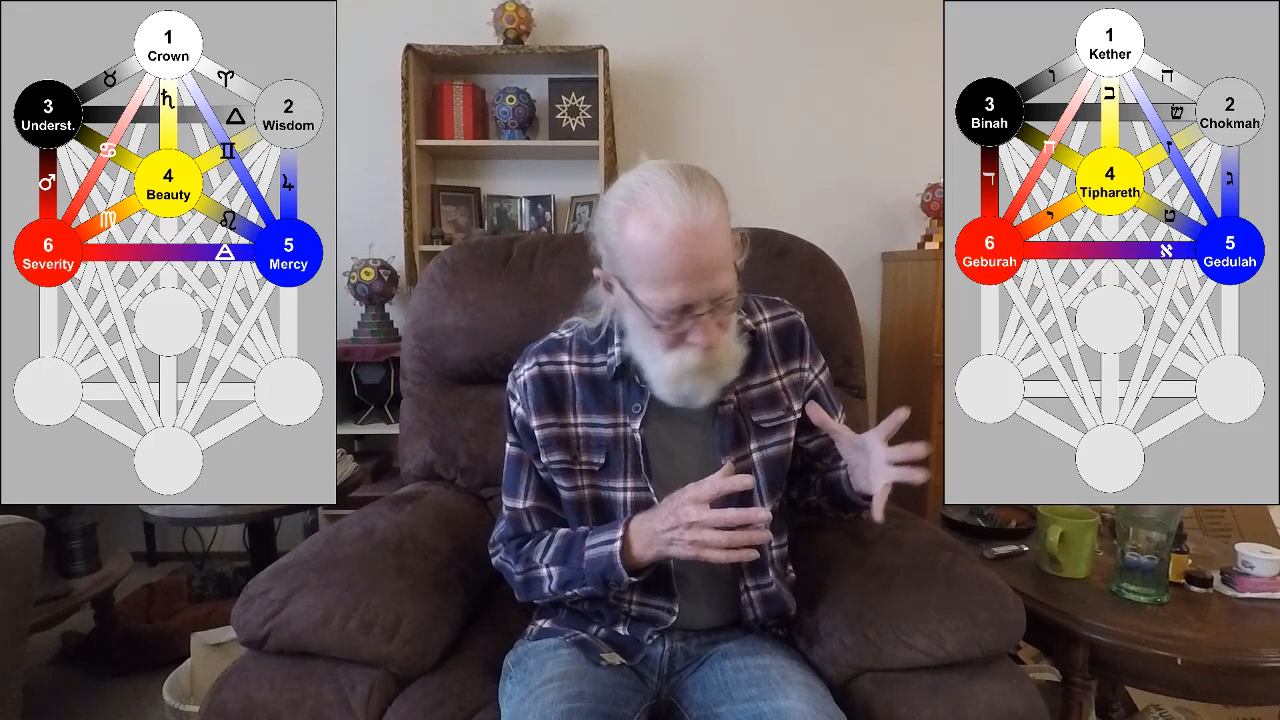 1
Crown
♉ ♈
♄
3
Underst.
2
Wisdom
🜂
♋ ♊
4
Beauty
♂ ♃
♍ ♌
6
Severity
5
Mercy
🜁
1
Kether
ו ה
ב
3
Binah
2
Chokmah
ש
ח ז
4
Tiphareth
ד ג
י ט
6
Geburah
5
Gedulah
א